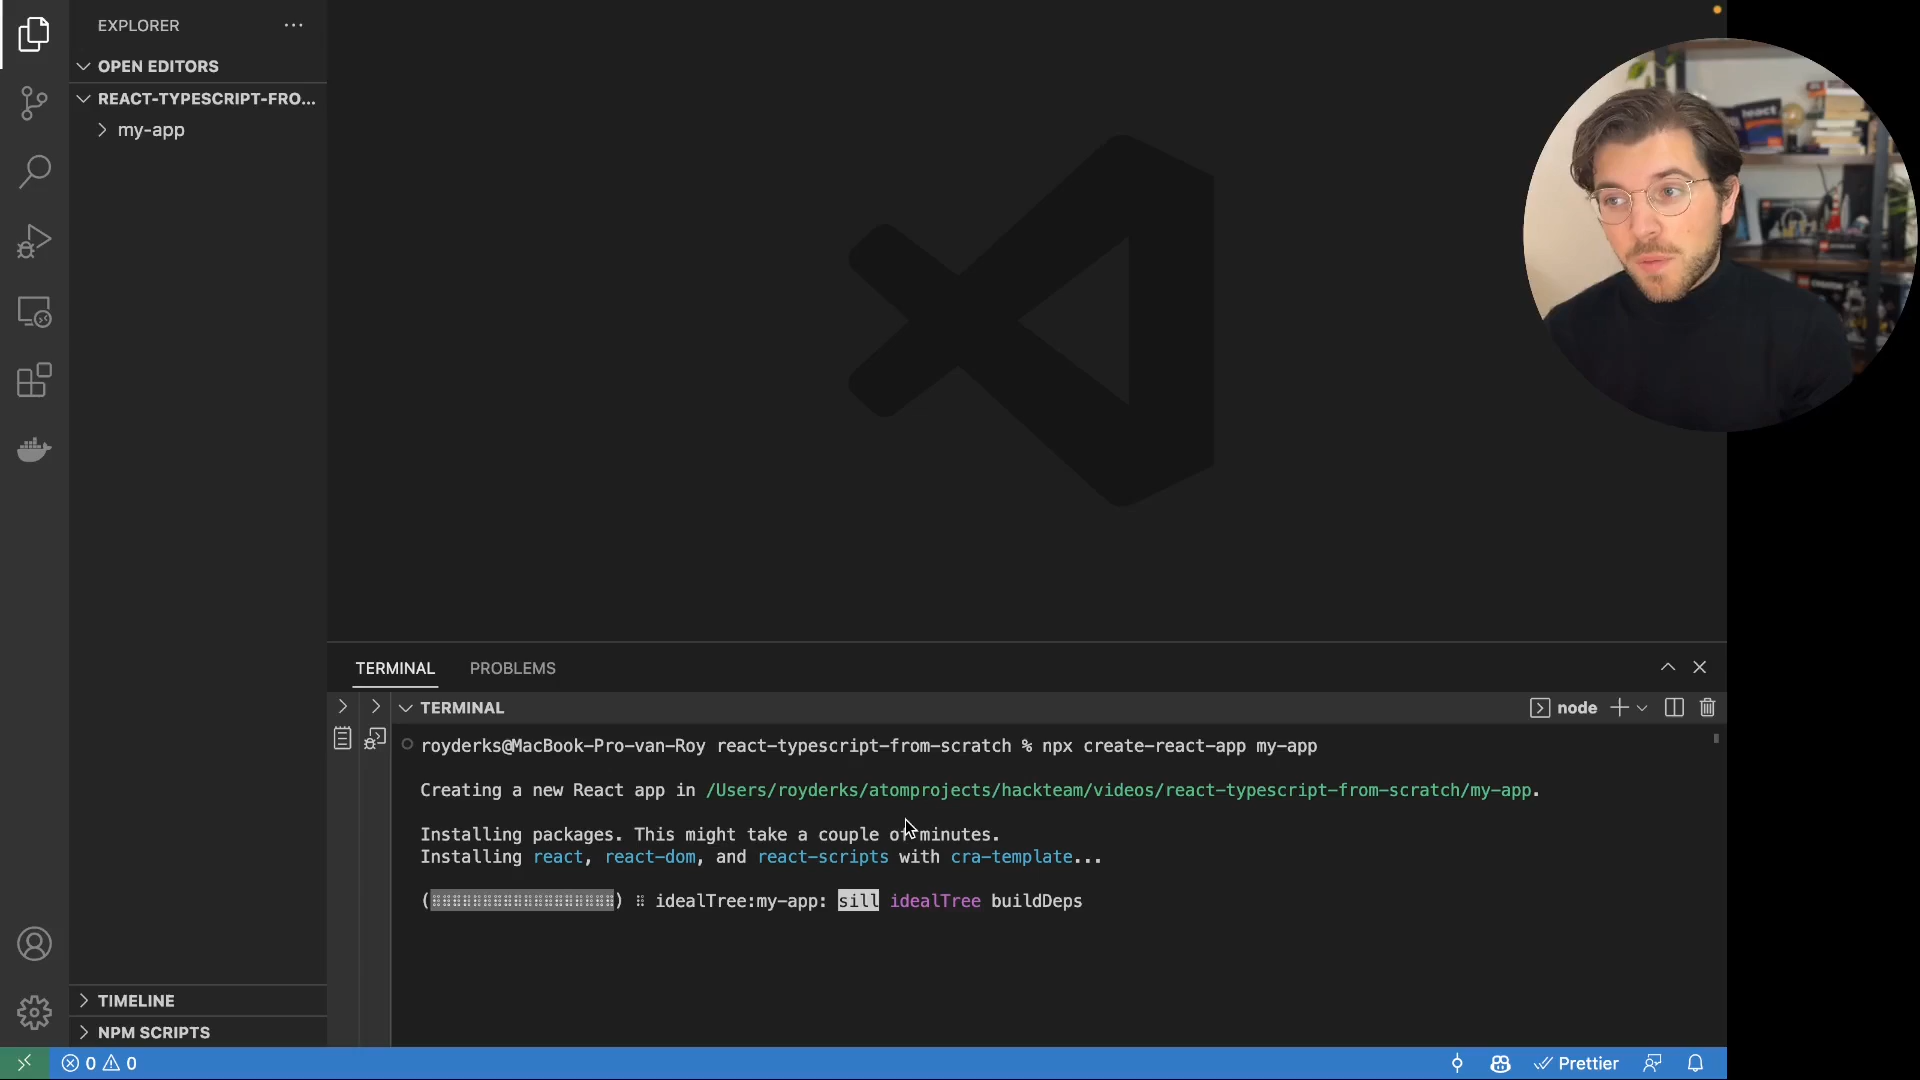 EXPLORER
OPEN EDITORS
REACT-TYPESCRIPT-FRO...
my-app
TIMELINE
NPM SCRIPTS
TERMINAL
PROBLEMS
TERMINAL
node
royderks@MacBook-Pro-van-Roy react-typescript-from-scratch % npx create-react-app my-app
Creating a new React app in /Users/royderks/atomprojects/hackteam/videos/react-typescript-from-scratch/my-app.
Installing packages. This might take a couple of minutes.
Installing react, react-dom, and react-scripts with cra-template...
(⠿⠿⠿⠿⠿⠿⠿⠿⠿⠿⠿⠿⠿⠿⠿⠿⠿⠿) ⠿ idealTree:my-app: sill idealTree buildDeps
0 0
Prettier
react